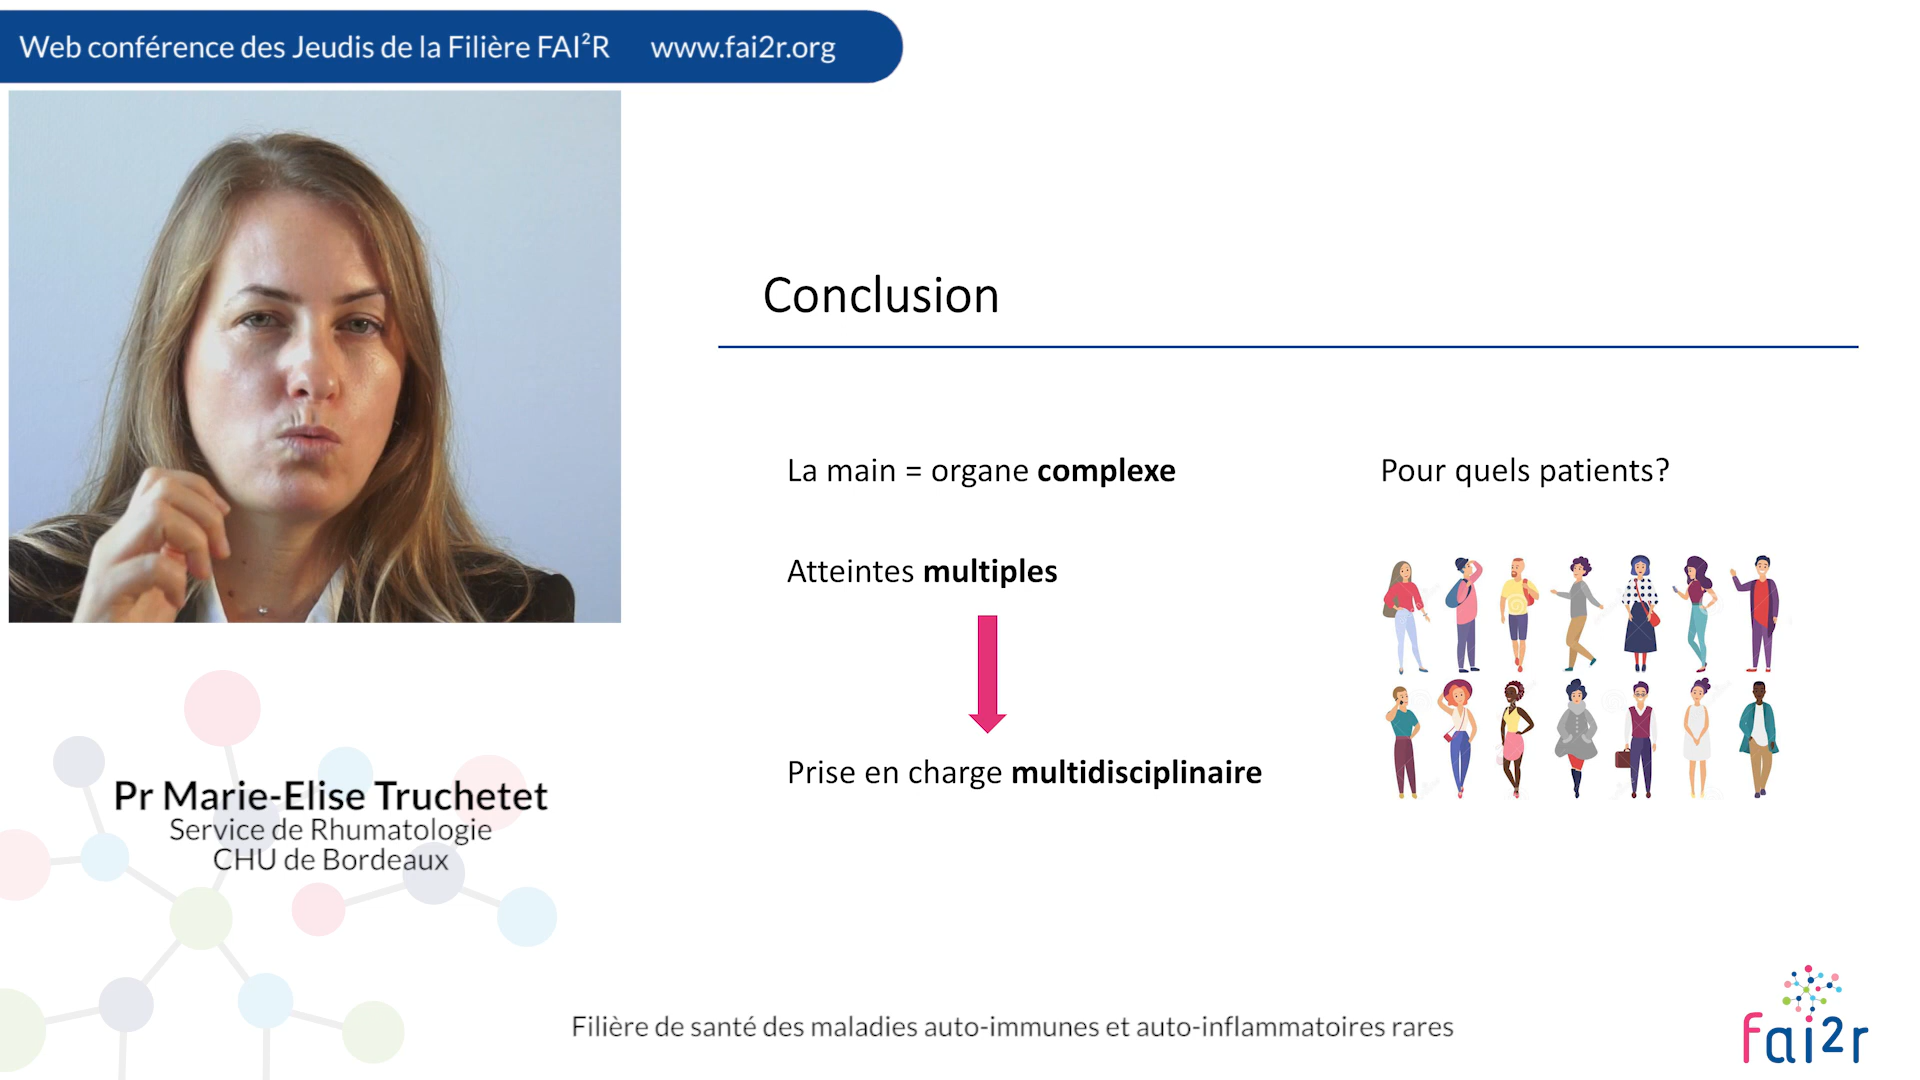 Web conférence des Jeudis de la Filière FAI²R www.fai2r.org
Conclusion
La main = organe complexe
Atteintes multiples
Prise en charge multidisciplinaire
Pour quels patients?
Pr Marie-Elise Truchetet
Service de Rhumatologie
CHU de Bordeaux
Filière de santé des maladies auto-immunes et auto-inflammatoires rares
fai2r